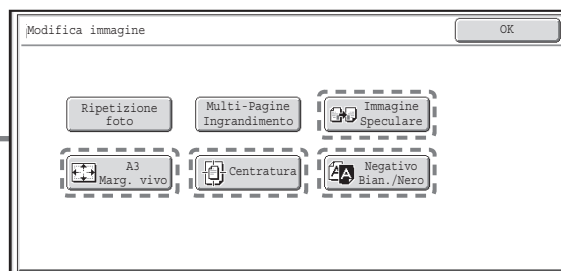 Modifica immagine
OK
Ripetizione
foto
Multi-Pagine
Ingrandimento
Immagine
Speculare
A3
Marg. vivo
Centratura
Negativo
Bian./Nero